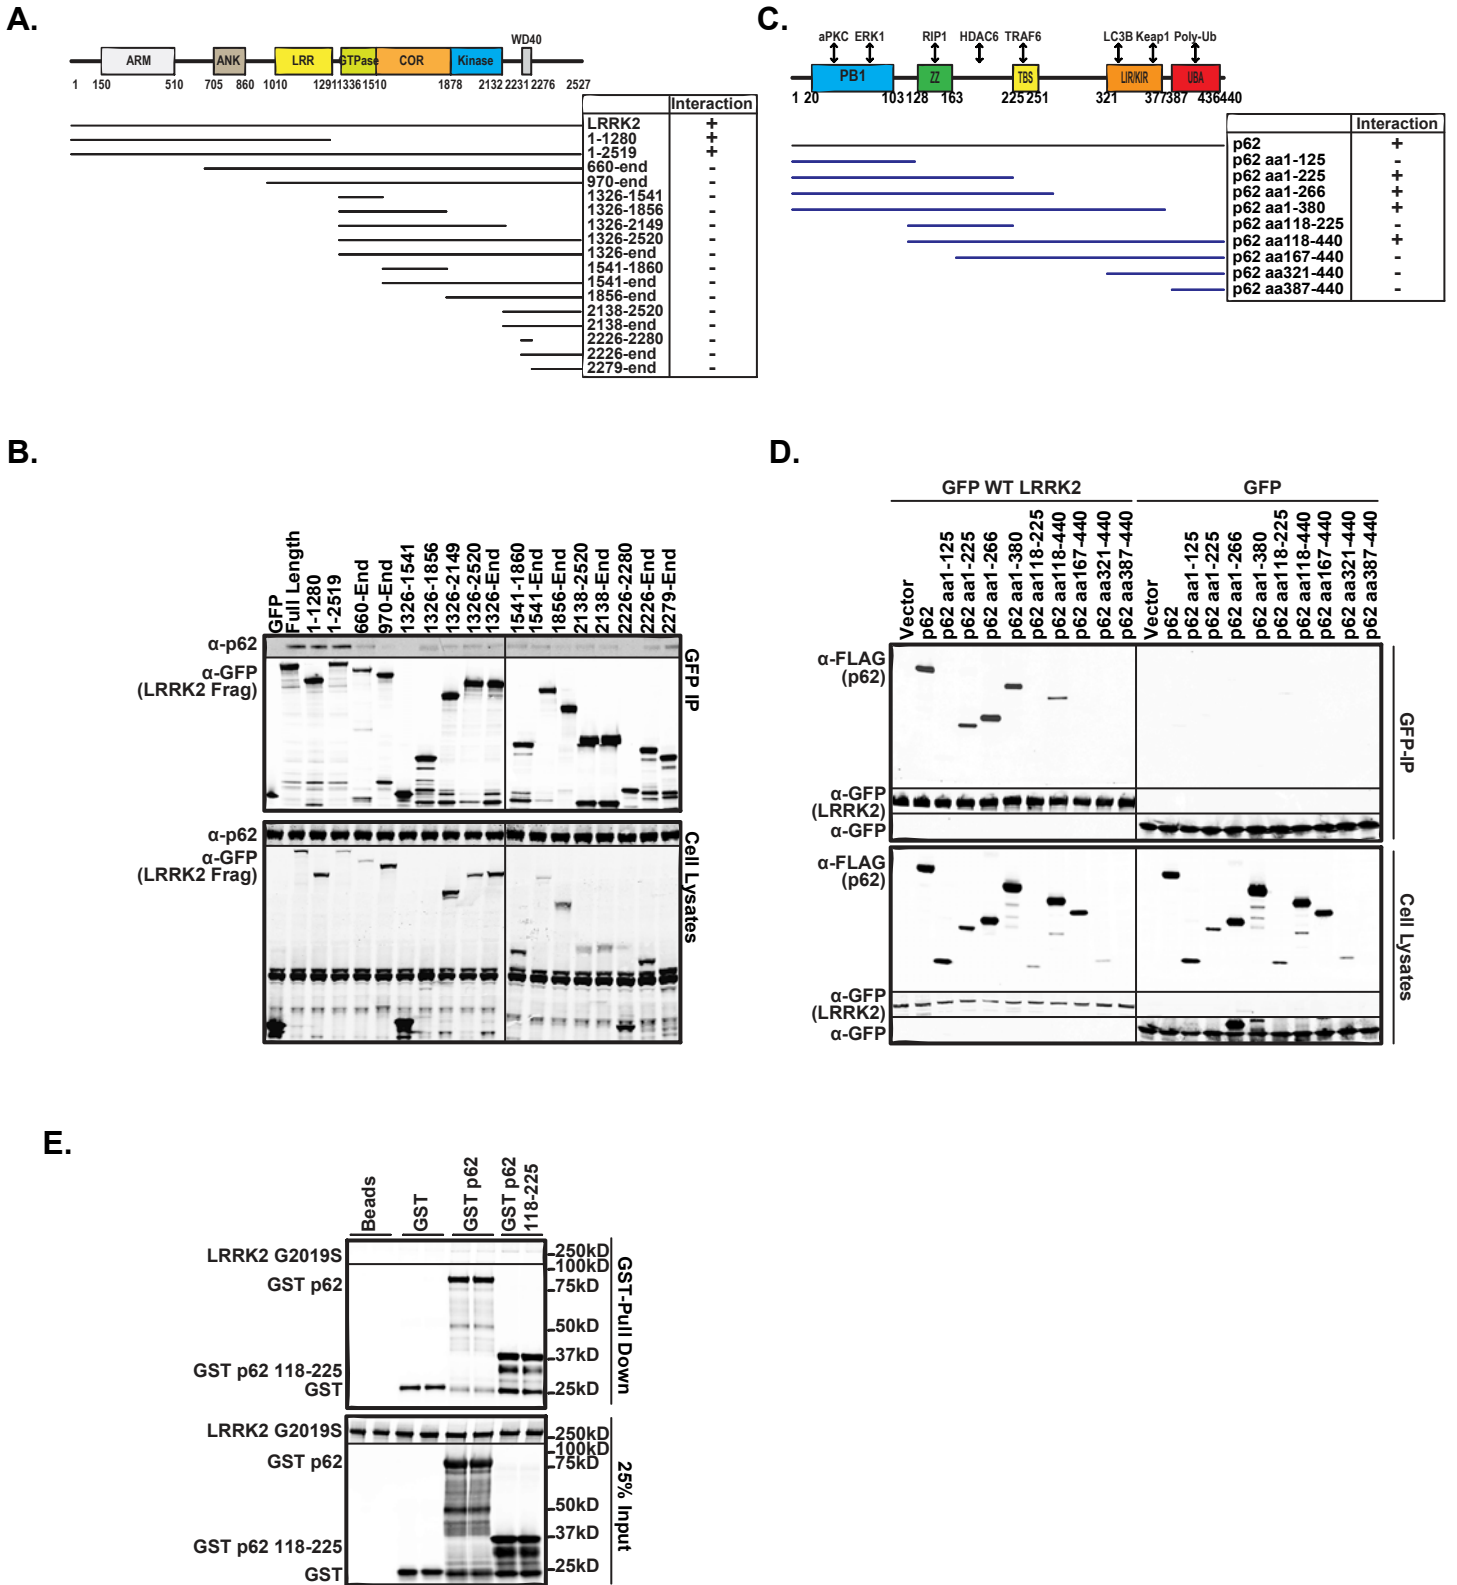 A.
WD40
ARM ANK LRR GTPase COR Kinase
1 150 510 705 860 1010 1291 1336 1510 1878 2132 2231 2276 2527
Interaction
LRRK2 +
1-1280 +
1-2519 +
660-end -
970-end -
1326-1541 -
1326-1856 -
1326-2149 -
1326-2520 -
1326-end -
1541-1860 -
1541-end -
1856-end -
2138-2520 -
2138-end -
2226-2280 -
2226-end -
2279-end -
C.
aPKC ERK1 RIP1 HDAC6 TRAF6 LC3B Keap1 Poly-Ub
PB1 ZZ TBS LIR/KIR UBA
1 20 103 128 163 225 251 321 377 387 436 440
Interaction
p62 +
p62 aa1-125 -
p62 aa1-225 +
p62 aa1-266 +
p62 aa1-380 +
p62 aa118-225 -
p62 aa118-440 +
p62 aa167-440 -
p62 aa321-440 -
p62 aa387-440 -
B.
GFP
Full Length
1-1280
1-2519
660-End
970-End
1326-1541
1326-1856
1326-2149
1326-2520
1326-End
1541-1860
1541-End
1856-End
2138-2520
2138-End
2226-2280
2226-End
2279-End
α-p62
α-GFP
(LRRK2 Frag)
GFP IP
α-p62
α-GFP
(LRRK2 Frag)
Cell Lysates
D.
GFP WT LRRK2 GFP
Vector
p62
p62 aa1-125
p62 aa1-225
p62 aa1-266
p62 aa1-380
p62 aa118-225
p62 aa118-440
p62 aa167-440
p62 aa321-440
p62 aa387-440
Vector
p62
p62 aa1-125
p62 aa1-225
p62 aa1-266
p62 aa1-380
p62 aa118-225
p62 aa118-440
p62 aa167-440
p62 aa321-440
p62 aa387-440
α-FLAG
(p62)
α-GFP
(LRRK2)
α-GFP
GFP-IP
α-FLAG
(p62)
α-GFP
(LRRK2)
α-GFP
Cell Lysates
E.
Beads
GST
GST p62
GST p62
118-225
LRRK2 G2019S
GST p62
GST p62 118-225
GST
250kD
100kD
75kD
50kD
37kD
25kD
GST-Pull Down
LRRK2 G2019S
GST p62
GST p62 118-225
GST
250kD
100kD
75kD
50kD
37kD
25kD
25% Input